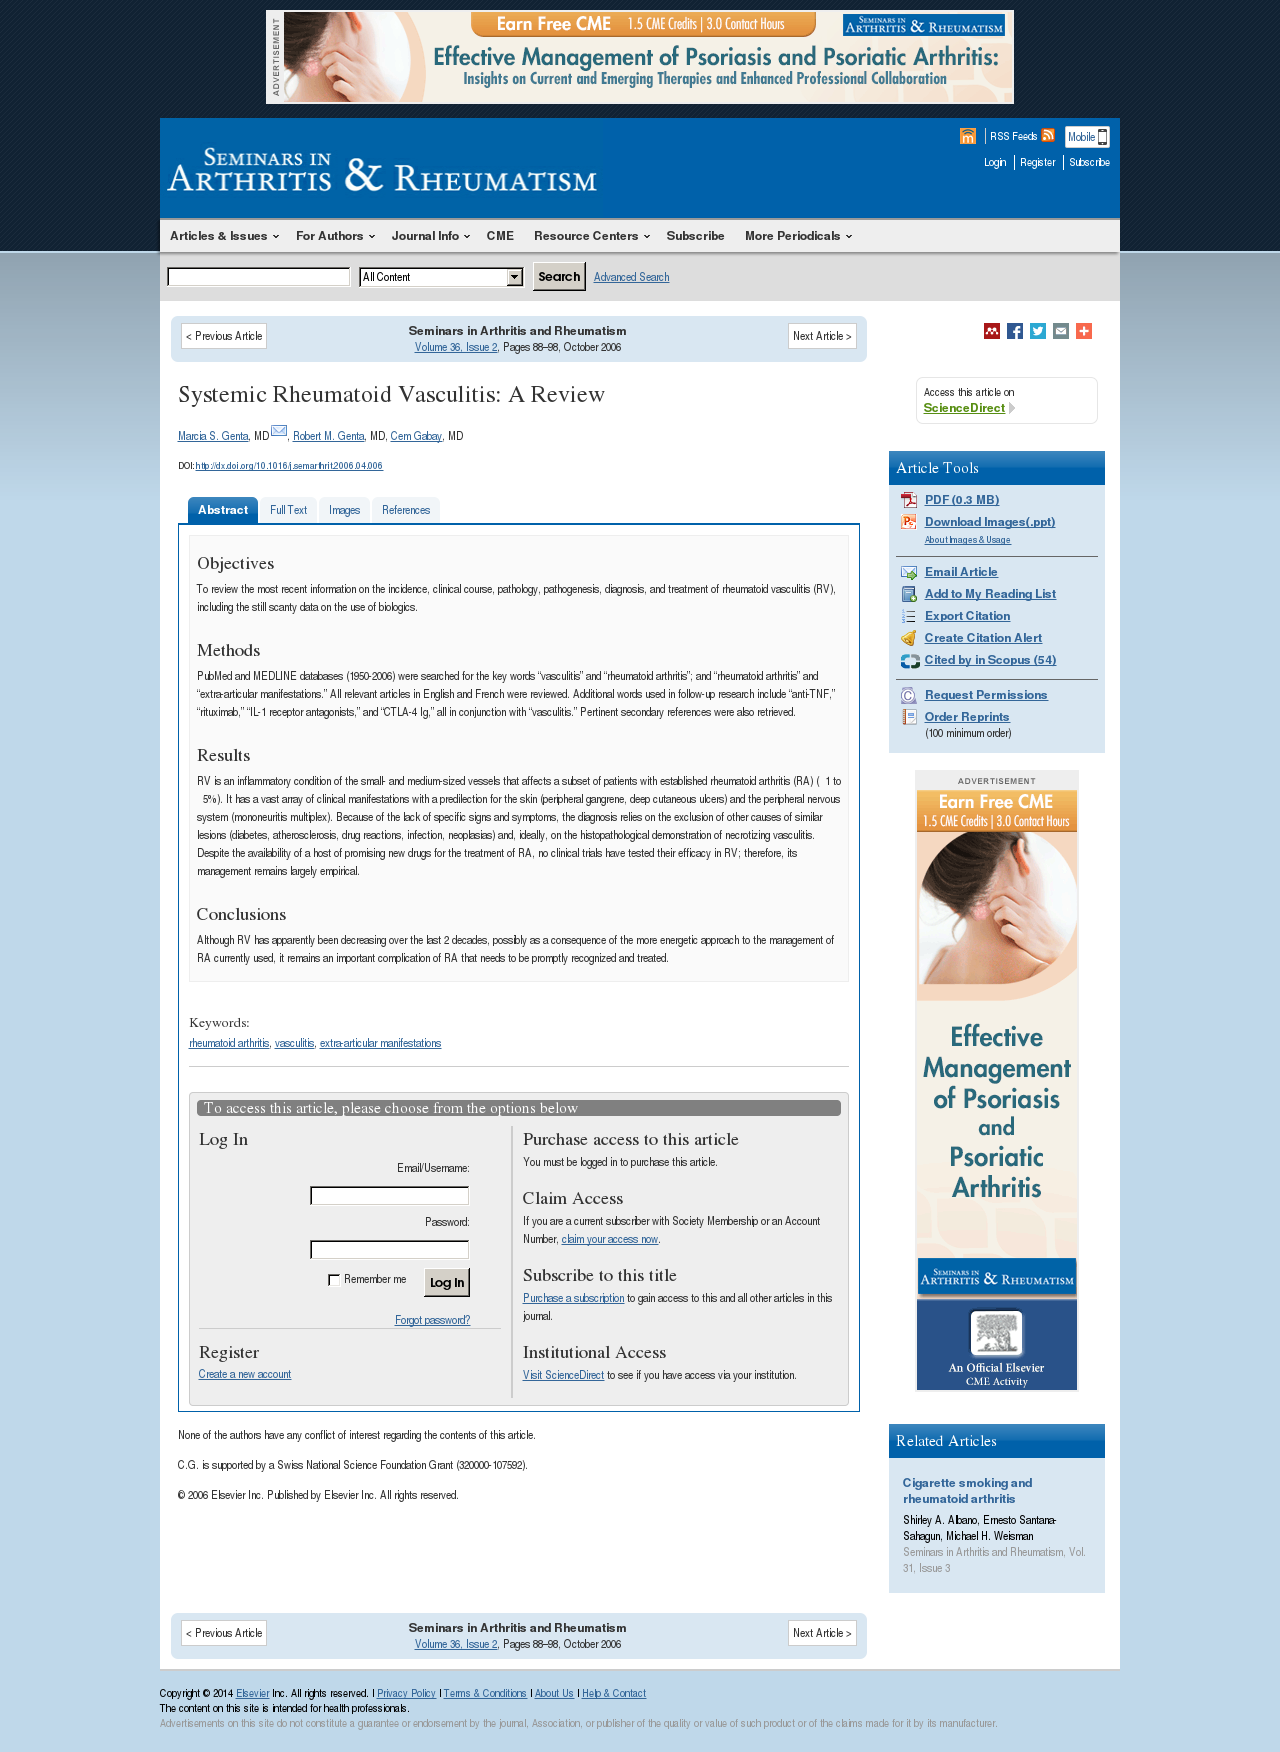 ADVERTISEMENT
Earn Free CME 1.5 CME Credits | 3.0 Contact Hours
SEMINARS IN
ARTHRITIS & RHEUMATISM
Effective Management of Psoriasis and Psoriatic Arthritis:
Insights on Current and Emerging Therapies and Enhanced Professional Collaboration
SEMINARS IN
ARTHRITIS & RHEUMATISM
RSS Feeds
Mobile
Login | Register | Subscribe
Articles & Issues
For Authors
Journal Info
CME
Resource Centers
Subscribe
More Periodicals
All Content
Search
Advanced Search
< Previous Article
Seminars in Arthritis and Rheumatism
Volume 36, Issue 2, Pages 88–98, October 2006
Next Article >
Systemic Rheumatoid Vasculitis: A Review
Marcia S. Genta, MD, Robert M. Genta, MD, Cem Gabay, MD
DOI: http://dx.doi.org/10.1016/j.semarthrit.2006.04.006
Abstract
Full Text
Images
References
Objectives
To review the most recent information on the incidence, clinical course, pathology, pathogenesis, diagnosis, and treatment of rheumatoid vasculitis (RV),
including the still scanty data on the use of biologics.
Methods
PubMed and MEDLINE databases (1950-2006) were searched for the key words “vasculitis” and “rheumatoid arthritis”; and “rheumatoid arthritis” and
“extra-articular manifestations.” All relevant articles in English and French were reviewed. Additional words used in follow-up research include “anti-TNF,”
“rituximab,” “IL-1 receptor antagonists,” and “CTLA-4 Ig,” all in conjunction with “vasculitis.” Pertinent secondary references were also retrieved.
Results
RV is an inflammatory condition of the small- and medium-sized vessels that affects a subset of patients with established rheumatoid arthritis (RA) ( 1 to
5%). It has a vast array of clinical manifestations with a predilection for the skin (peripheral gangrene, deep cutaneous ulcers) and the peripheral nervous
system (mononeuritis multiplex). Because of the lack of specific signs and symptoms, the diagnosis relies on the exclusion of other causes of similar
lesions (diabetes, atherosclerosis, drug reactions, infection, neoplasias) and, ideally, on the histopathological demonstration of necrotizing vasculitis.
Despite the availability of a host of promising new drugs for the treatment of RA, no clinical trials have tested their efficacy in RV; therefore, its
management remains largely empirical.
Conclusions
Although RV has apparently been decreasing over the last 2 decades, possibly as a consequence of the more energetic approach to the management of
RA currently used, it remains an important complication of RA that needs to be promptly recognized and treated.
Keywords:
rheumatoid arthritis, vasculitis, extra-articular manifestations
To access this article, please choose from the options below
Log In
Email/Username:
Password:
Remember me
Log In
Forgot password?
Register
Create a new account
Purchase access to this article
You must be logged in to purchase this article.
Claim Access
If you are a current subscriber with Society Membership or an Account
Number, claim your access now.
Subscribe to this title
Purchase a subscription to gain access to this and all other articles in this
journal.
Institutional Access
Visit ScienceDirect to see if you have access via your institution.
None of the authors have any conflict of interest regarding the contents of this article.
C.G. is supported by a Swiss National Science Foundation Grant (320000-107592).
© 2006 Elsevier Inc. Published by Elsevier Inc. All rights reserved.
Access this article on
ScienceDirect
Article Tools
PDF (0.3 MB)
Download Images(.ppt)
About Images & Usage
Email Article
Add to My Reading List
Export Citation
Create Citation Alert
Cited by in Scopus (54)
Request Permissions
Order Reprints
(100 minimum order)
ADVERTISEMENT
Earn Free CME
1.5 CME Credits | 3.0 Contact Hours
Effective
Management
of Psoriasis
and
Psoriatic
Arthritis
SEMINARS IN
ARTHRITIS & RHEUMATISM
An Official Elsevier
CME Activity
Related Articles
Cigarette smoking and
rheumatoid arthritis
Shirley A. Albano, Ernesto Santana-
Sahagun, Michael H. Weisman
Seminars in Arthritis and Rheumatism, Vol.
31, Issue 3
< Previous Article
Seminars in Arthritis and Rheumatism
Volume 36, Issue 2, Pages 88–98, October 2006
Next Article >
Copyright © 2014 Elsevier Inc. All rights reserved. | Privacy Policy | Terms & Conditions | About Us | Help & Contact
The content on this site is intended for health professionals.
Advertisements on this site do not constitute a guarantee or endorsement by the journal, Association, or publisher of the quality or value of such product or of the claims made for it by its manufacturer.